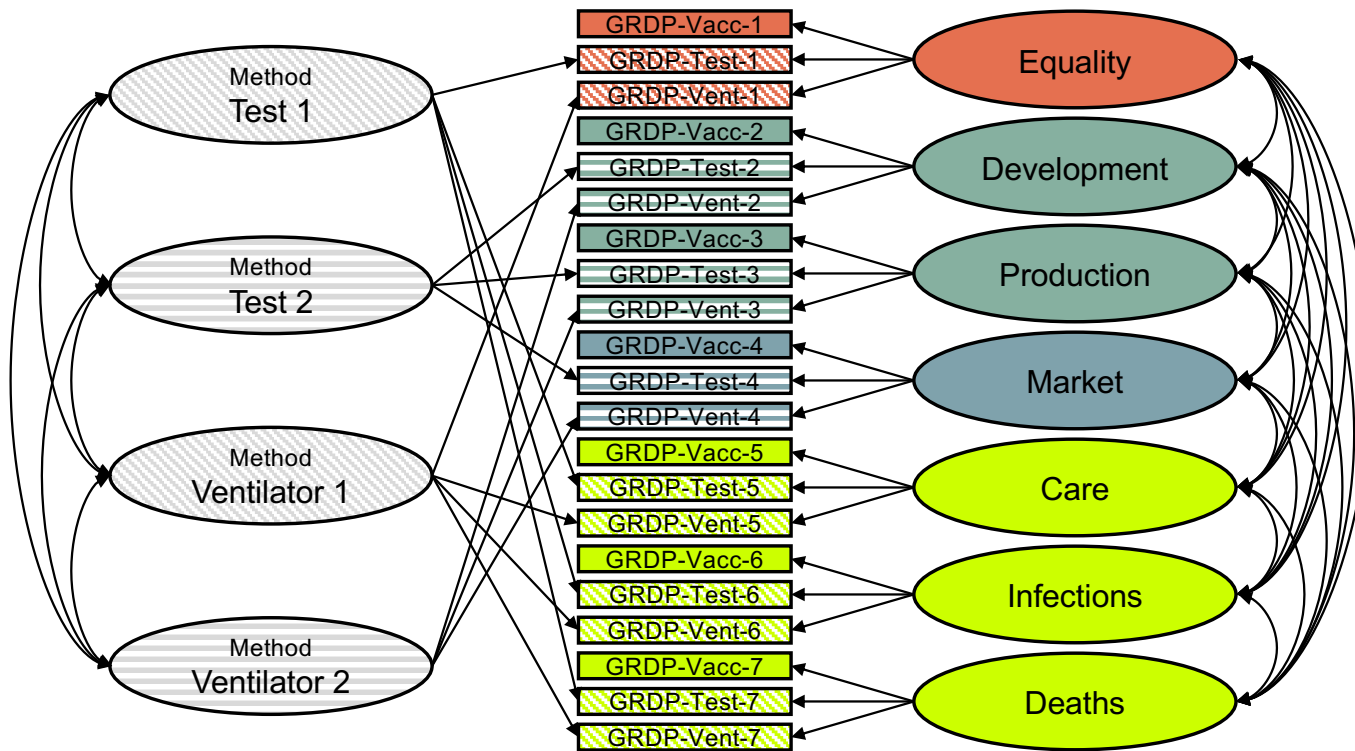 Method
Test 1
Method
Test 2
Method
Ventilator 1
Method
Ventilator 2
GRDP-Vacc-1
GRDP-Test-1
GRDP-Vent-1
GRDP-Vacc-2
GRDP-Test-2
GRDP-Vent-2
GRDP-Vacc-3
GRDP-Test-3
GRDP-Vent-3
GRDP-Vacc-4
GRDP-Test-4
GRDP-Vent-4
GRDP-Vacc-5
GRDP-Test-5
GRDP-Vent-5
GRDP-Vacc-6
GRDP-Test-6
GRDP-Vent-6
GRDP-Vacc-7
GRDP-Test-7
GRDP-Vent-7
Equality
Development
Production
Market
Care
Infections
Deaths